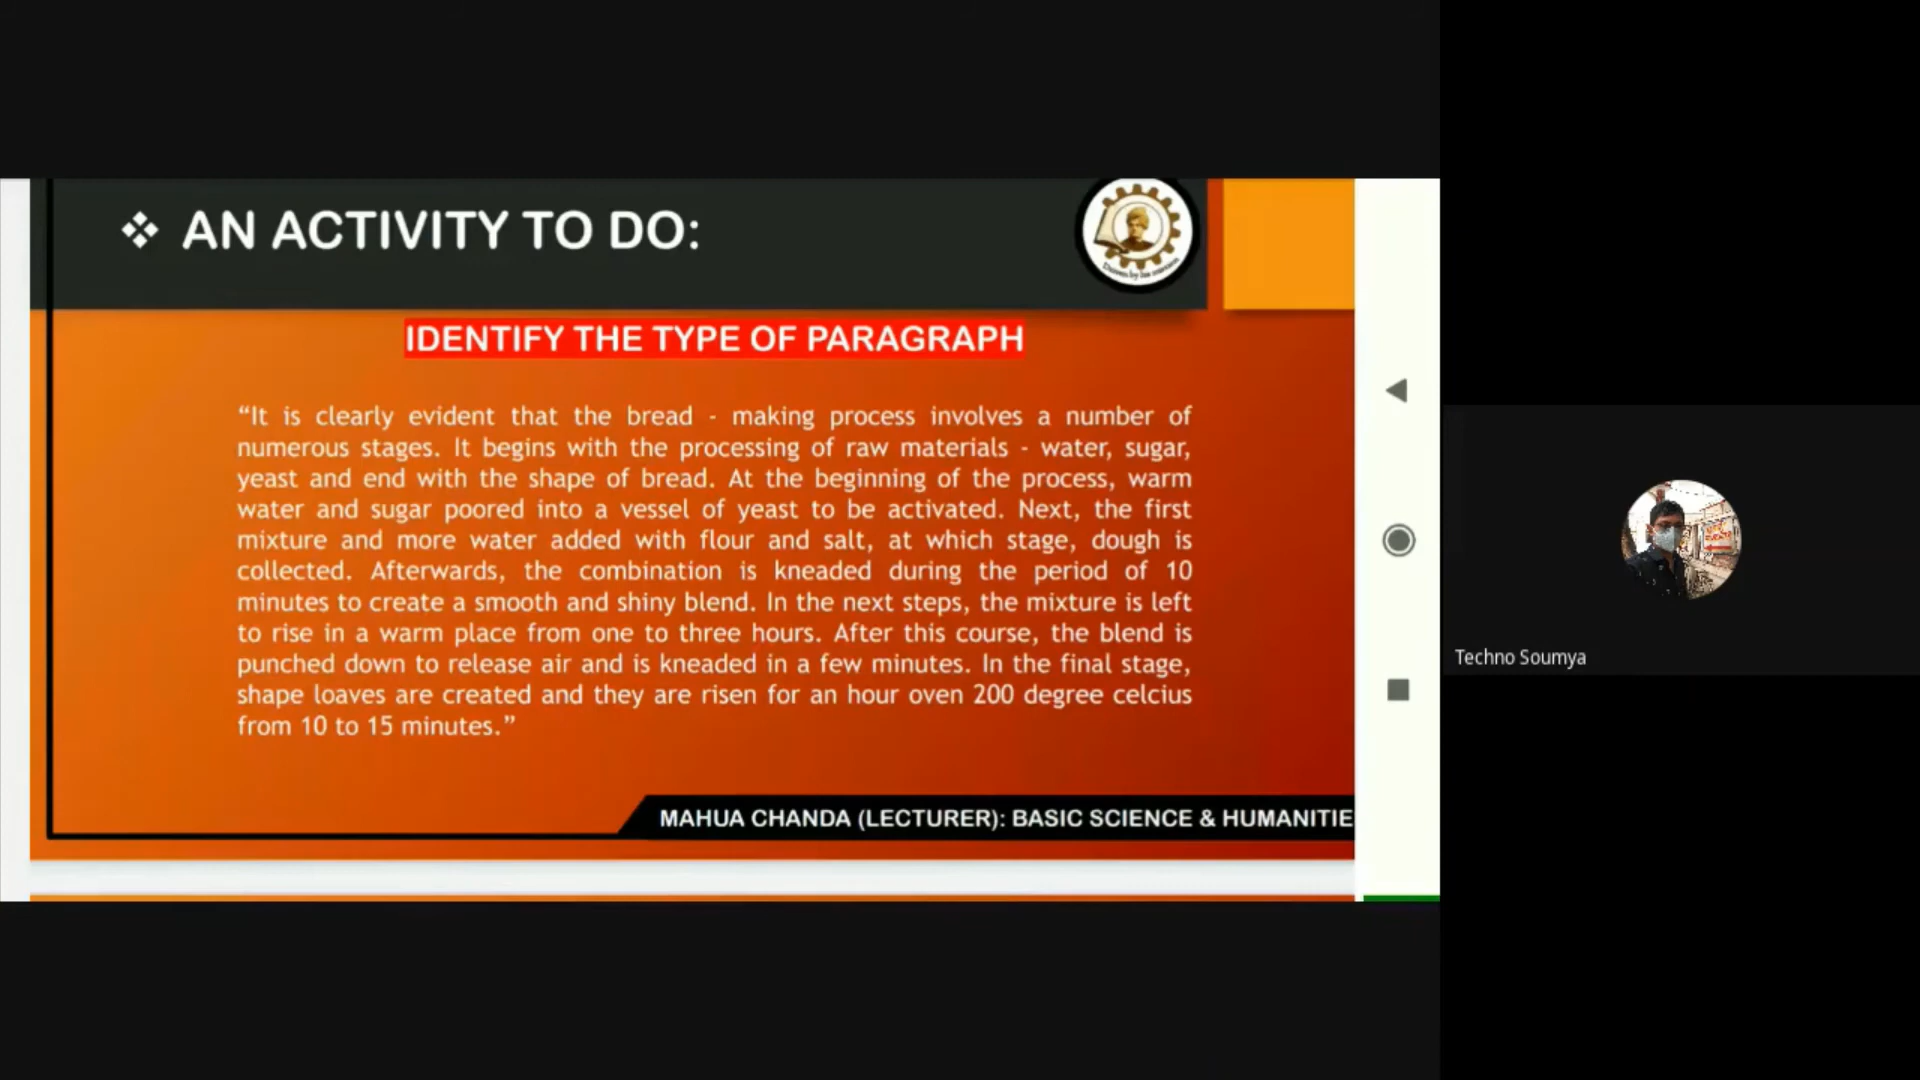 ❖ AN ACTIVITY TO DO:
IDENTIFY THE TYPE OF PARAGRAPH
“It is clearly evident that the bread - making process involves a number of
numerous stages. It begins with the processing of raw materials - water, sugar,
yeast and end with the shape of bread. At the beginning of the process, warm
water and sugar poored into a vessel of yeast to be activated. Next, the first
mixture and more water added with flour and salt, at which stage, dough is
collected. Afterwards, the combination is kneaded during the period of 10
minutes to create a smooth and shiny blend. In the next steps, the mixture is left
to rise in a warm place from one to three hours. After this course, the blend is
punched down to release air and is kneaded in a few minutes. In the final stage,
shape loaves are created and they are risen for an hour oven 200 degree celcius
from 10 to 15 minutes.”
MAHUA CHANDA (LECTURER): BASIC SCIENCE & HUMANITIE
Techno Soumya